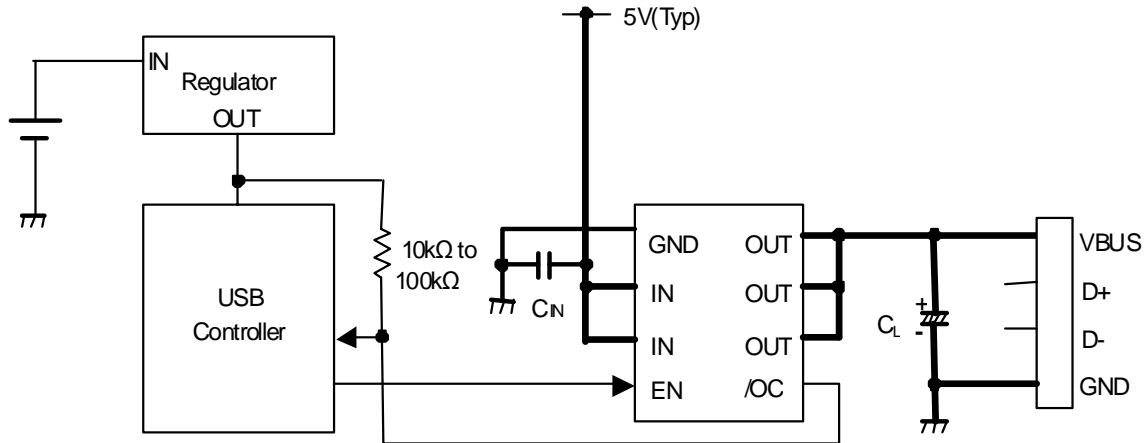 5V(Typ)
IN
Regulator
OUT
10kΩ to
100kΩ
USB
Controller
CIN
GND
IN
IN
EN
OUT
OUT
OUT
/OC
+
CL
-
VBUS
D+
D-
GND